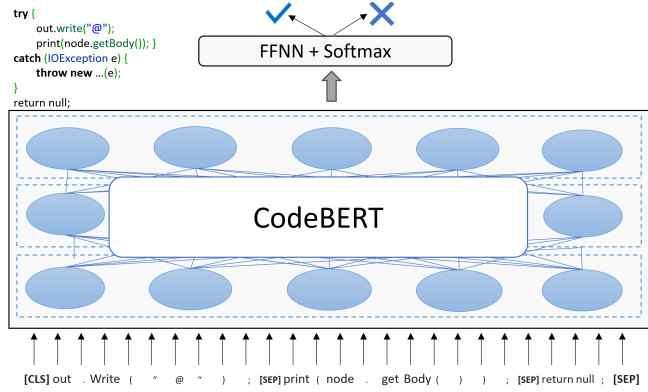 try {
out.write("@");
print(node.getBody()); }
catch (IOException e) {
throw new ...(e);
}
return null;
FFNN + Softmax
CodeBERT
[CLS] out . Write ( “ @ “ ) ; [SEP] print ( node . get Body ( ) ) ; [SEP] return null ; [SEP]